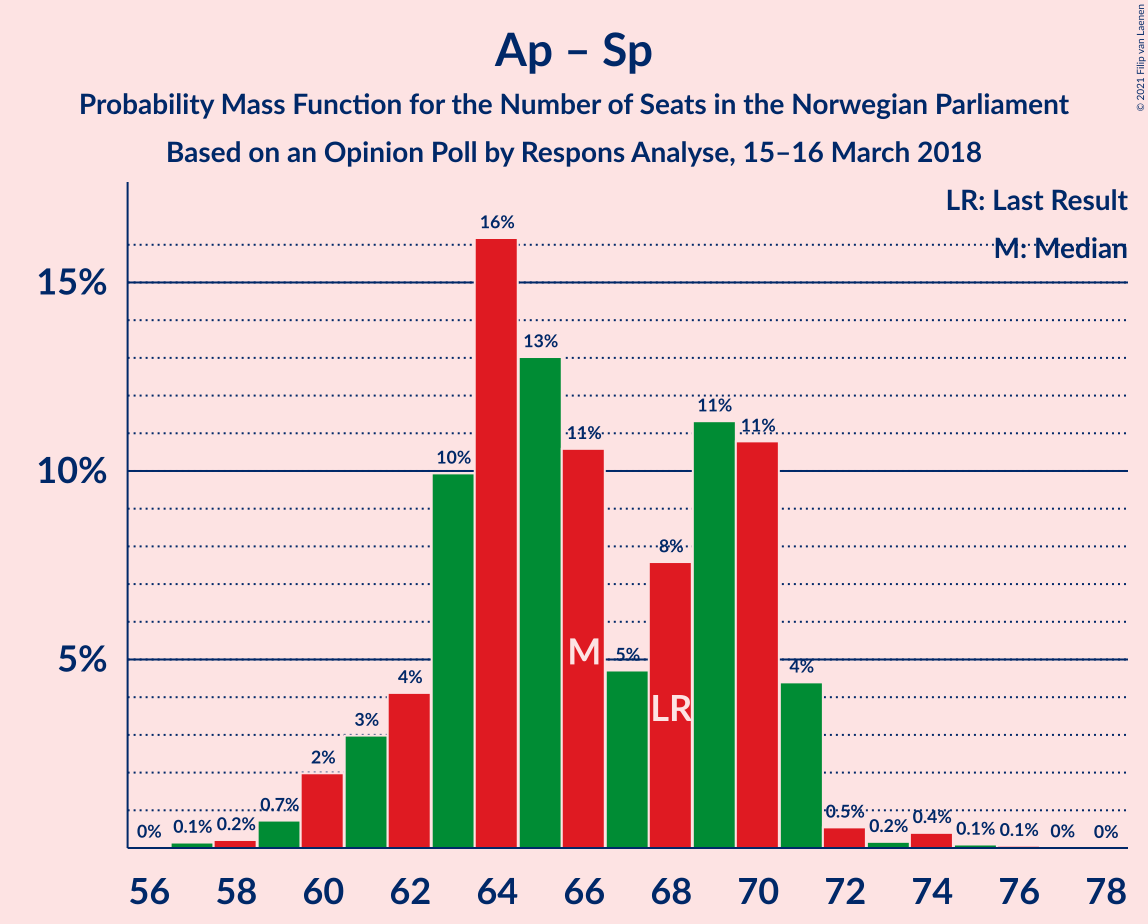 Ap – Sp
Probability Mass Function for the Number of Seats in the Norwegian Parliament
Based on an Opinion Poll by Respons Analyse, 15–16 March 2018
© 2021 Filip van Laenen
LR: Last Result
M: Median
15%
10%
5%
0% 0.1% 0.2% 0.7% 2% 3% 4% 10% 16% 13% 11% 5% 8% 11% 11% 4% 0.5% 0.2% 0.4% 0.1% 0.1% 0% 0%
M
LR
56 58 60 62 64 66 68 70 72 74 76 78